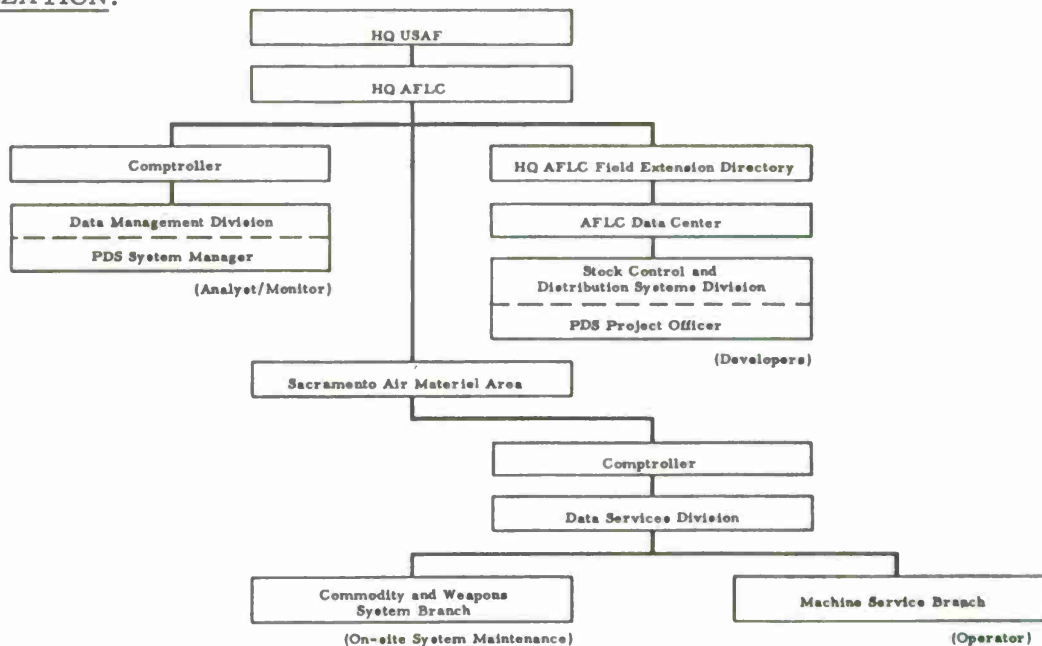 ZATION:
HQ USAF
HQ AFLC
Comptroller
Data Management Division
PDS System Manager
(Analyst/Monitor)
HQ AFLC Field Extension Directory
AFLC Data Center
Stock Control and
Distribution Systems Division
PDS Project Officer
(Developers)
Sacramento Air Materiel Area
Comptroller
Data Services Division
Commodity and Weapons
System Branch
(On-site System Maintenance)
Machine Service Branch
(Operator)